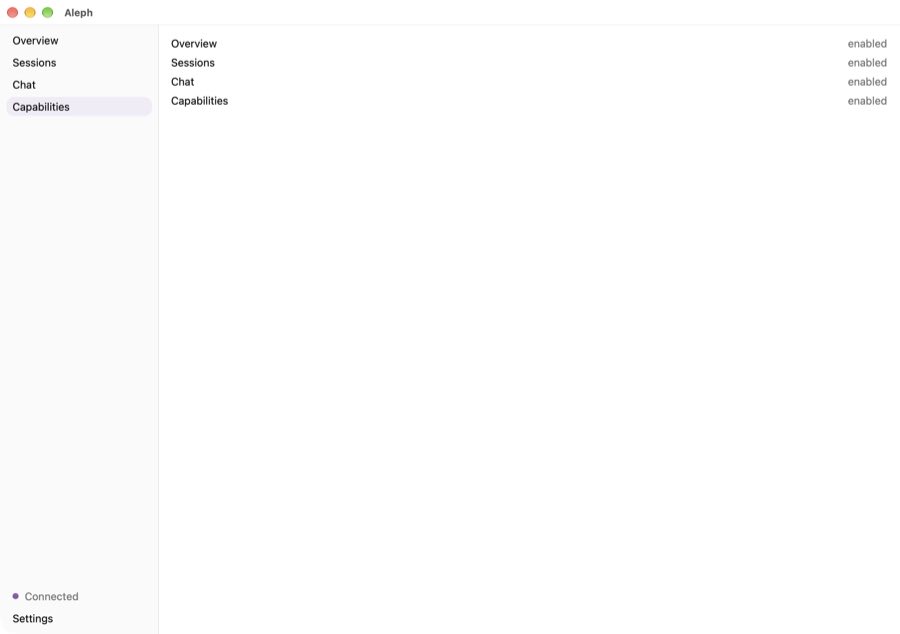 Aleph
Overview
Sessions
Chat
Capabilities
Connected
Settings
Overview enabled
Sessions enabled
Chat enabled
Capabilities enabled